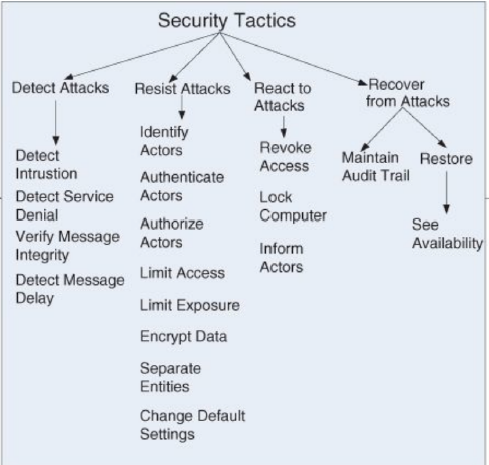 Security Tactics
Detect Attacks
Detect
Intrustion
Detect Service
Denial
Verify Message
Integrity
Detect Message
Delay
Resist Attacks
Identify
Actors
Authenticate
Actors
Authorize
Actors
Limit Access
Limit Exposure
Encrypt Data
Separate
Entities
Change Default
Settings
React to
Attacks
Revoke
Access
Lock
Computer
Inform
Actors
Recover
from Attacks
Maintain
Audit Trail
Restore
See
Availability